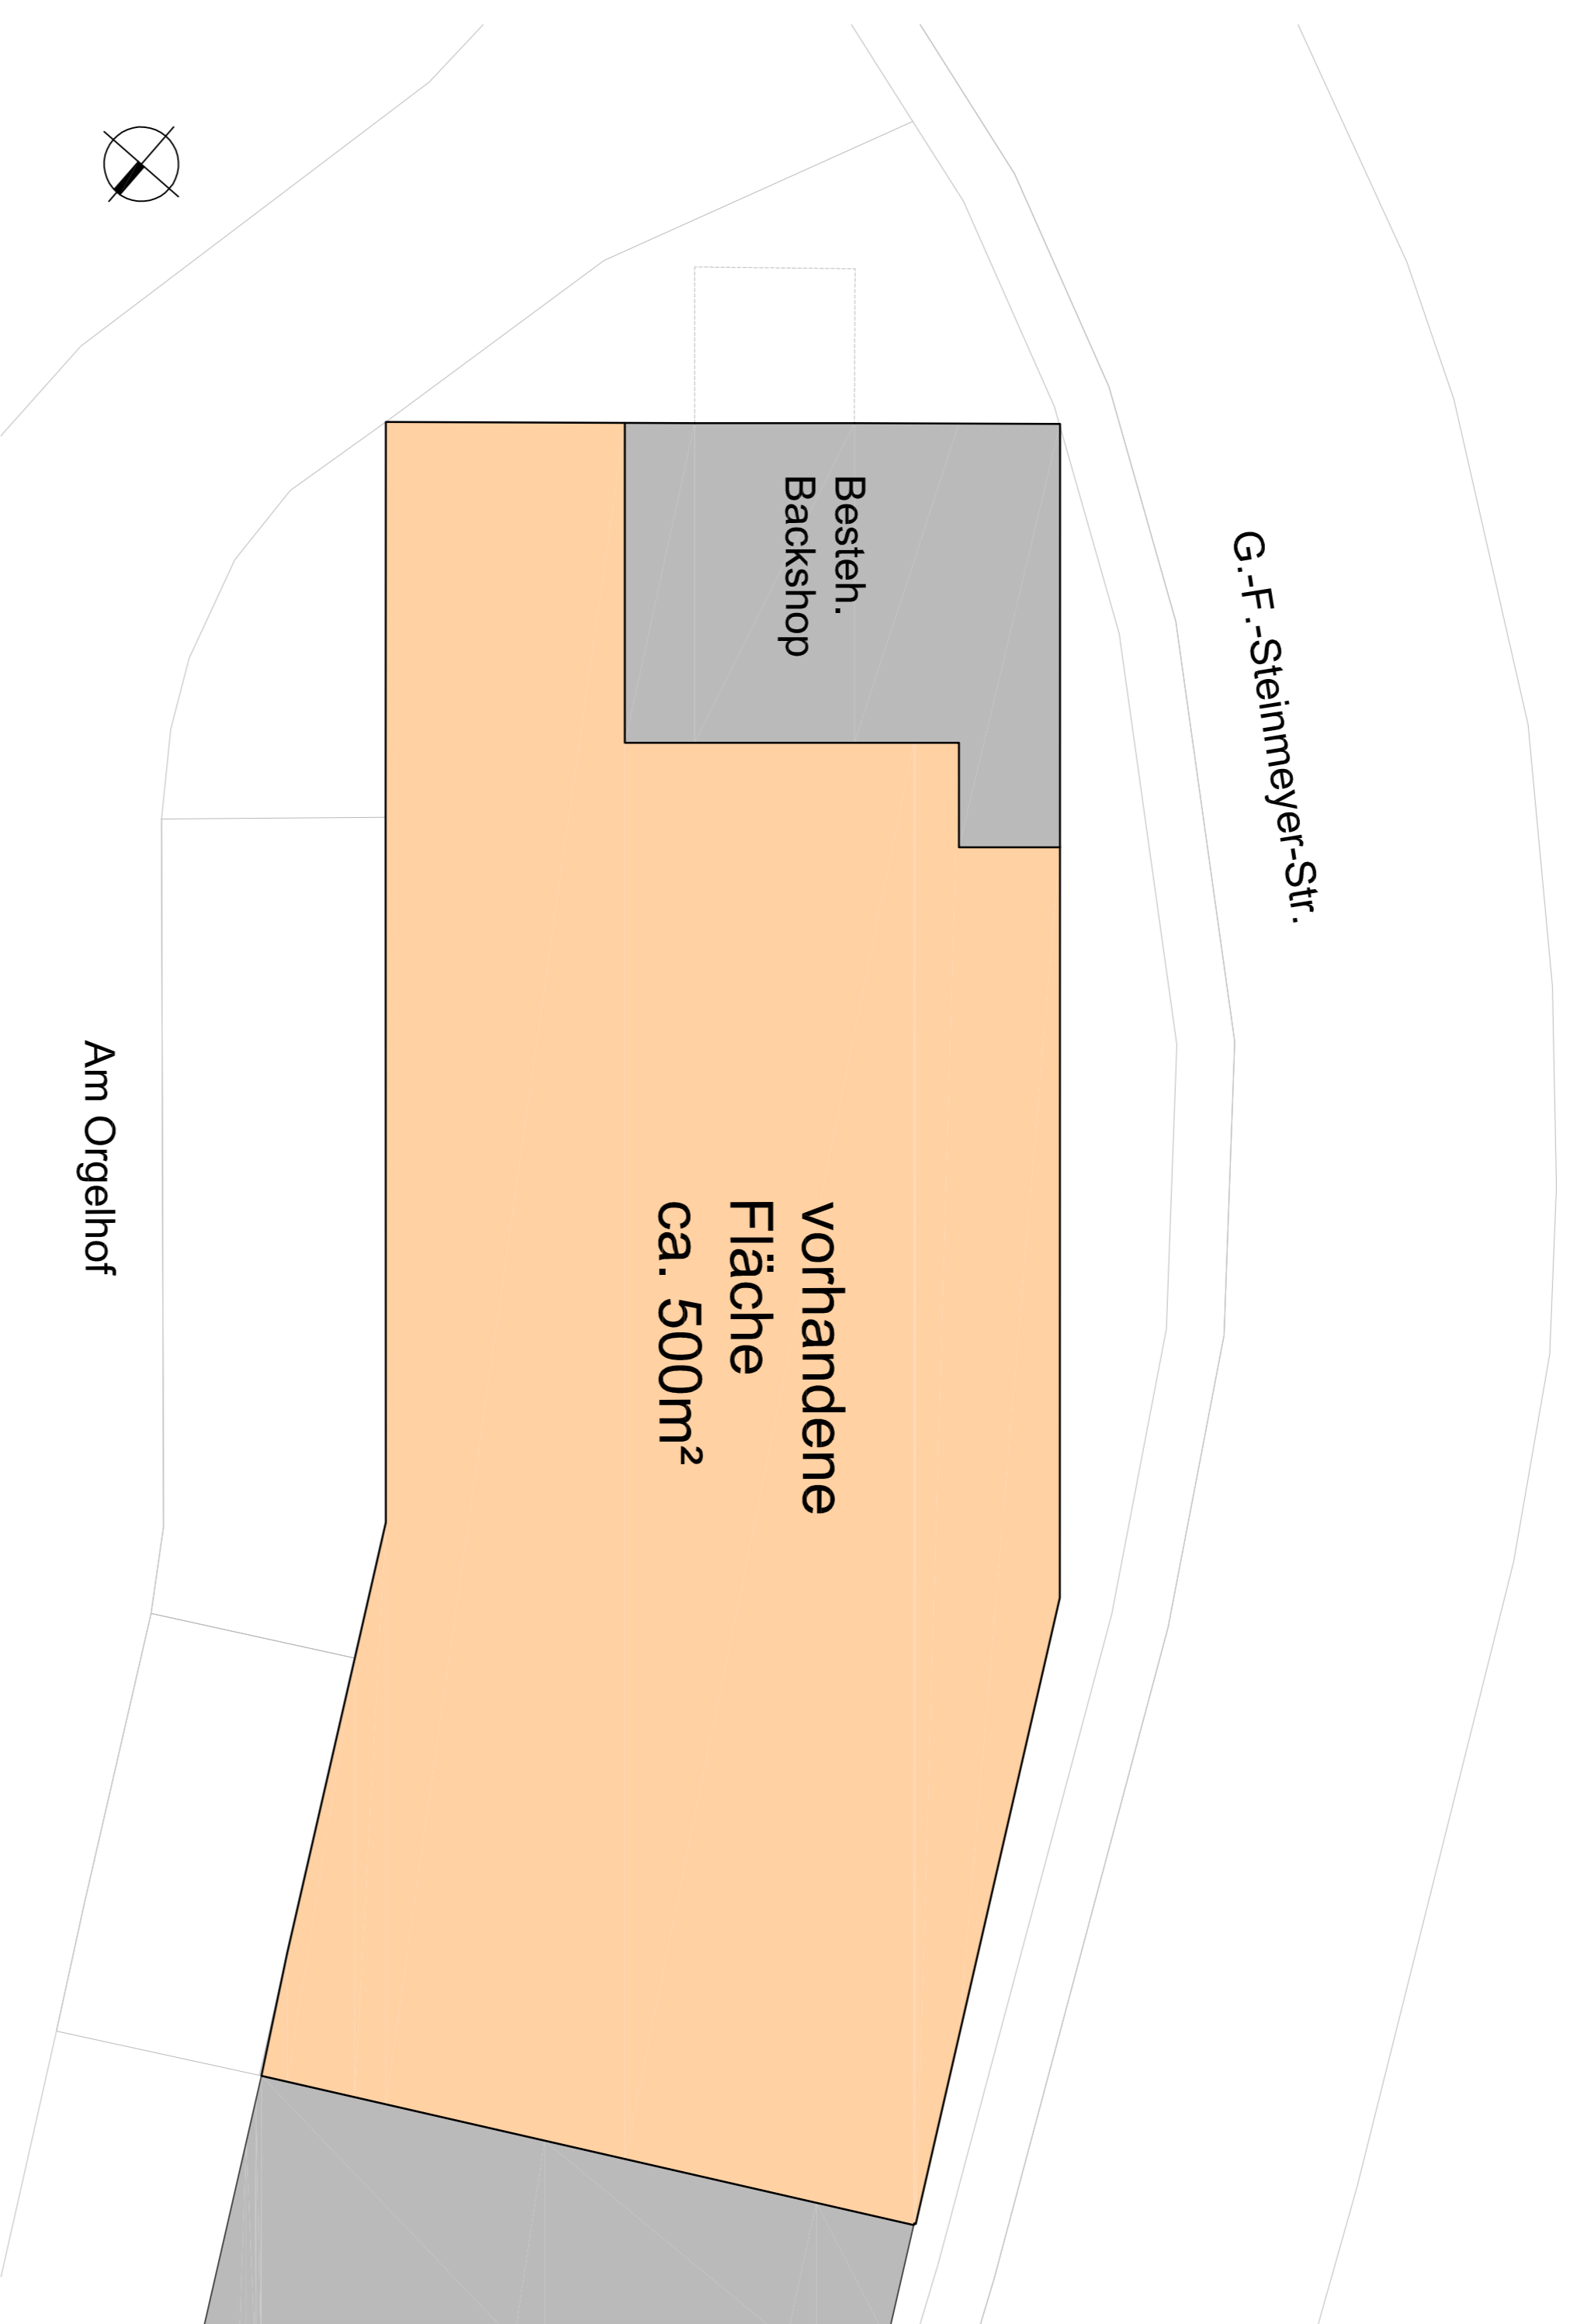 Besteh.
Backshop
G.-F.-Steinmeyer-Str.
Am Orgelhof
vorhandene
Fläche
ca. 500m²